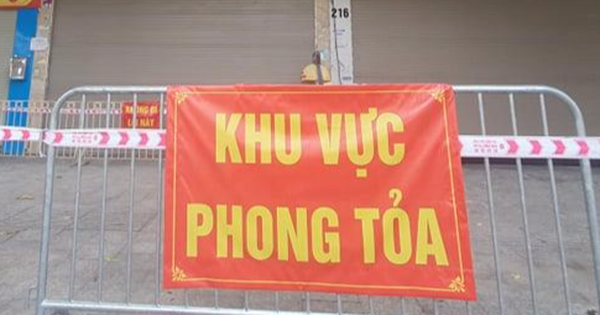 216
KHU VỰC
PHONG TỎA